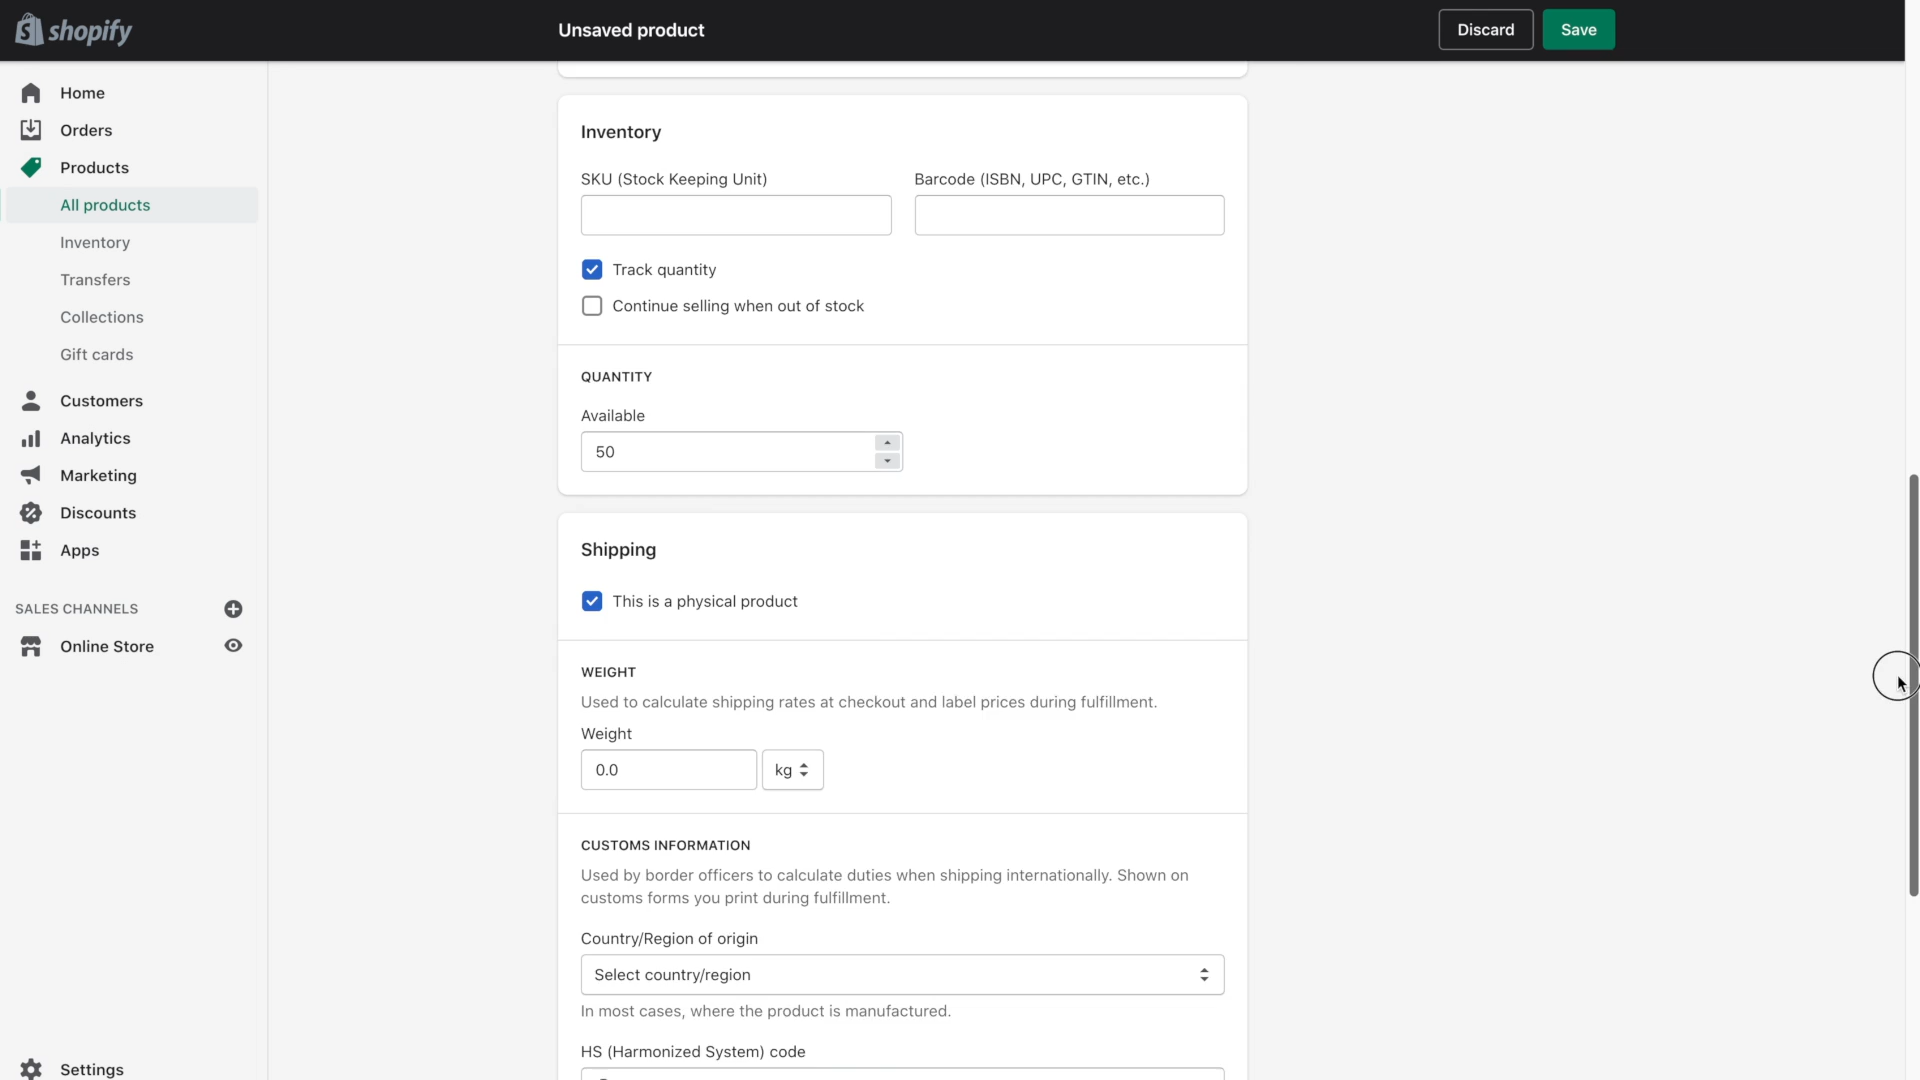 shopify
Unsaved product
Discard
Save
Home
Orders
Products
All products
Inventory
Transfers
Collections
Gift cards
Customers
Analytics
Marketing
Discounts
Apps
SALES CHANNELS
Online Store
Settings
Inventory
SKU (Stock Keeping Unit)
Barcode (ISBN, UPC, GTIN, etc.)
Track quantity
Continue selling when out of stock
QUANTITY
Available
50
Shipping
This is a physical product
WEIGHT
Used to calculate shipping rates at checkout and label prices during fulfillment.
Weight
0.0
kg
CUSTOMS INFORMATION
Used by border officers to calculate duties when shipping internationally. Shown on
customs forms you print during fulfillment.
Country/Region of origin
Select country/region
In most cases, where the product is manufactured.
HS (Harmonized System) code